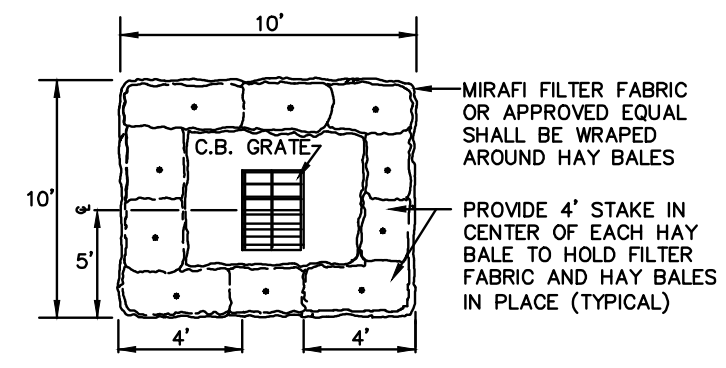 10'
MIRAFI FILTER FABRIC
OR APPROVED EQUAL
SHALL BE WRAPED
AROUND HAY BALES
C.B. GRATE
10'
℄
5'
PROVIDE 4' STAKE IN
CENTER OF EACH HAY
BALE TO HOLD FILTER
FABRIC AND HAY BALES
IN PLACE (TYPICAL)
4'
4'